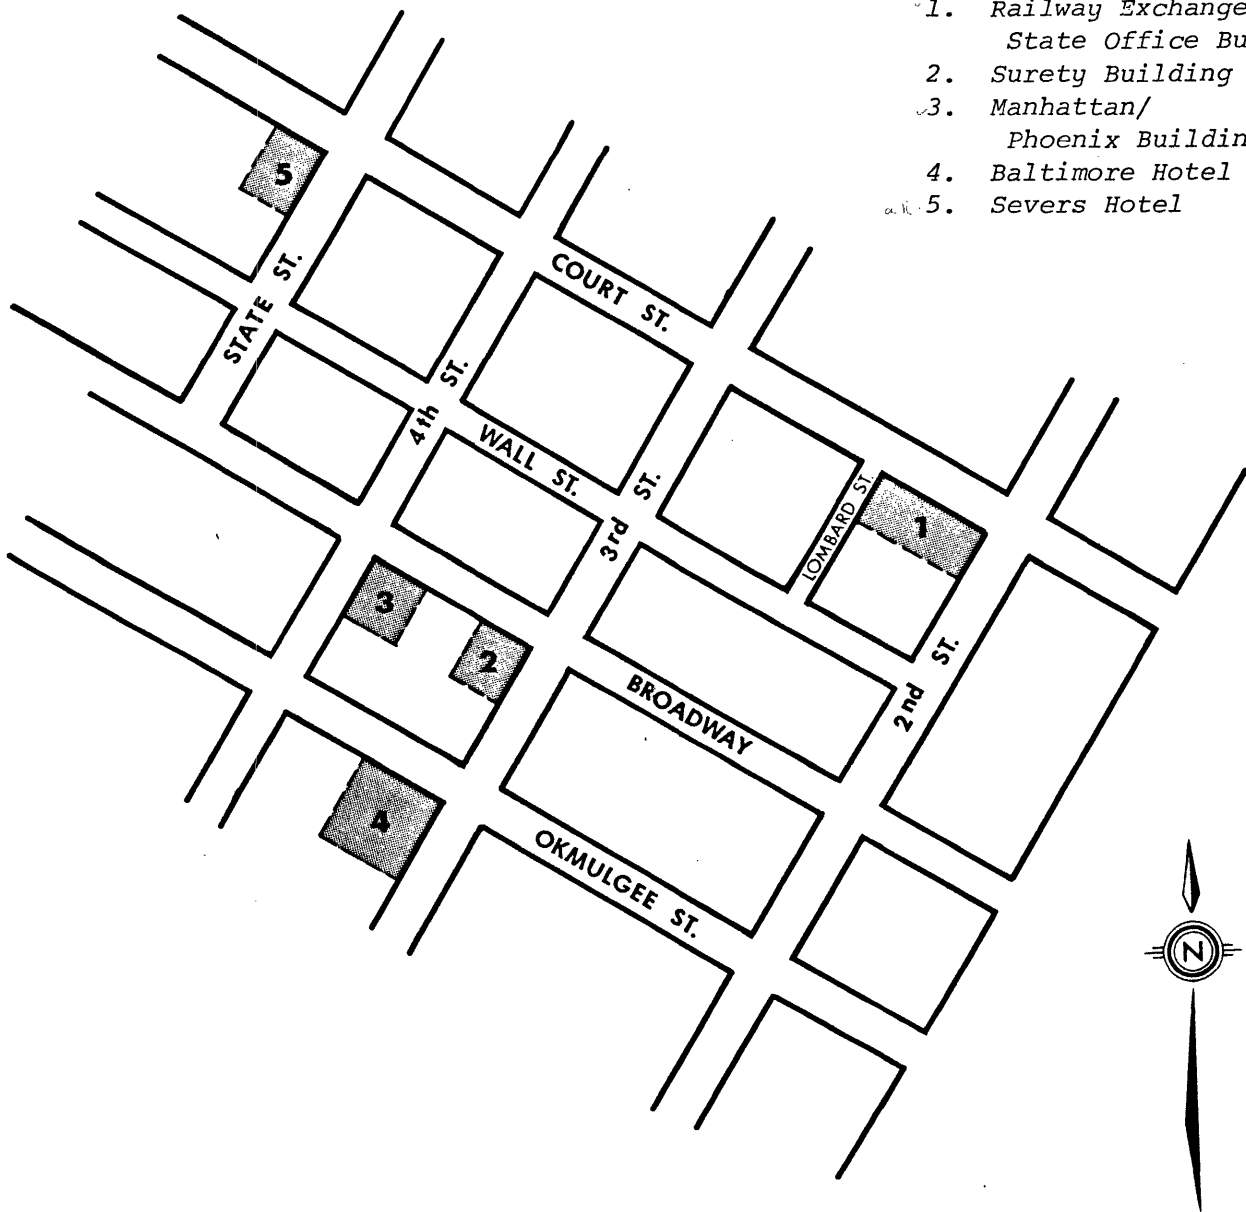 1. Railway Exchange
State Office Bu
2. Surety Building
3. Manhattan/
Phoenix Buildin
4. Baltimore Hotel
5. Severs Hotel
5
COURT ST.
STATE ST.
4th ST.
WALL ST.
3rd ST.
LOMBARD ST.
1
3
2
2nd ST.
BROADWAY
4
OKMULGEE ST.
N